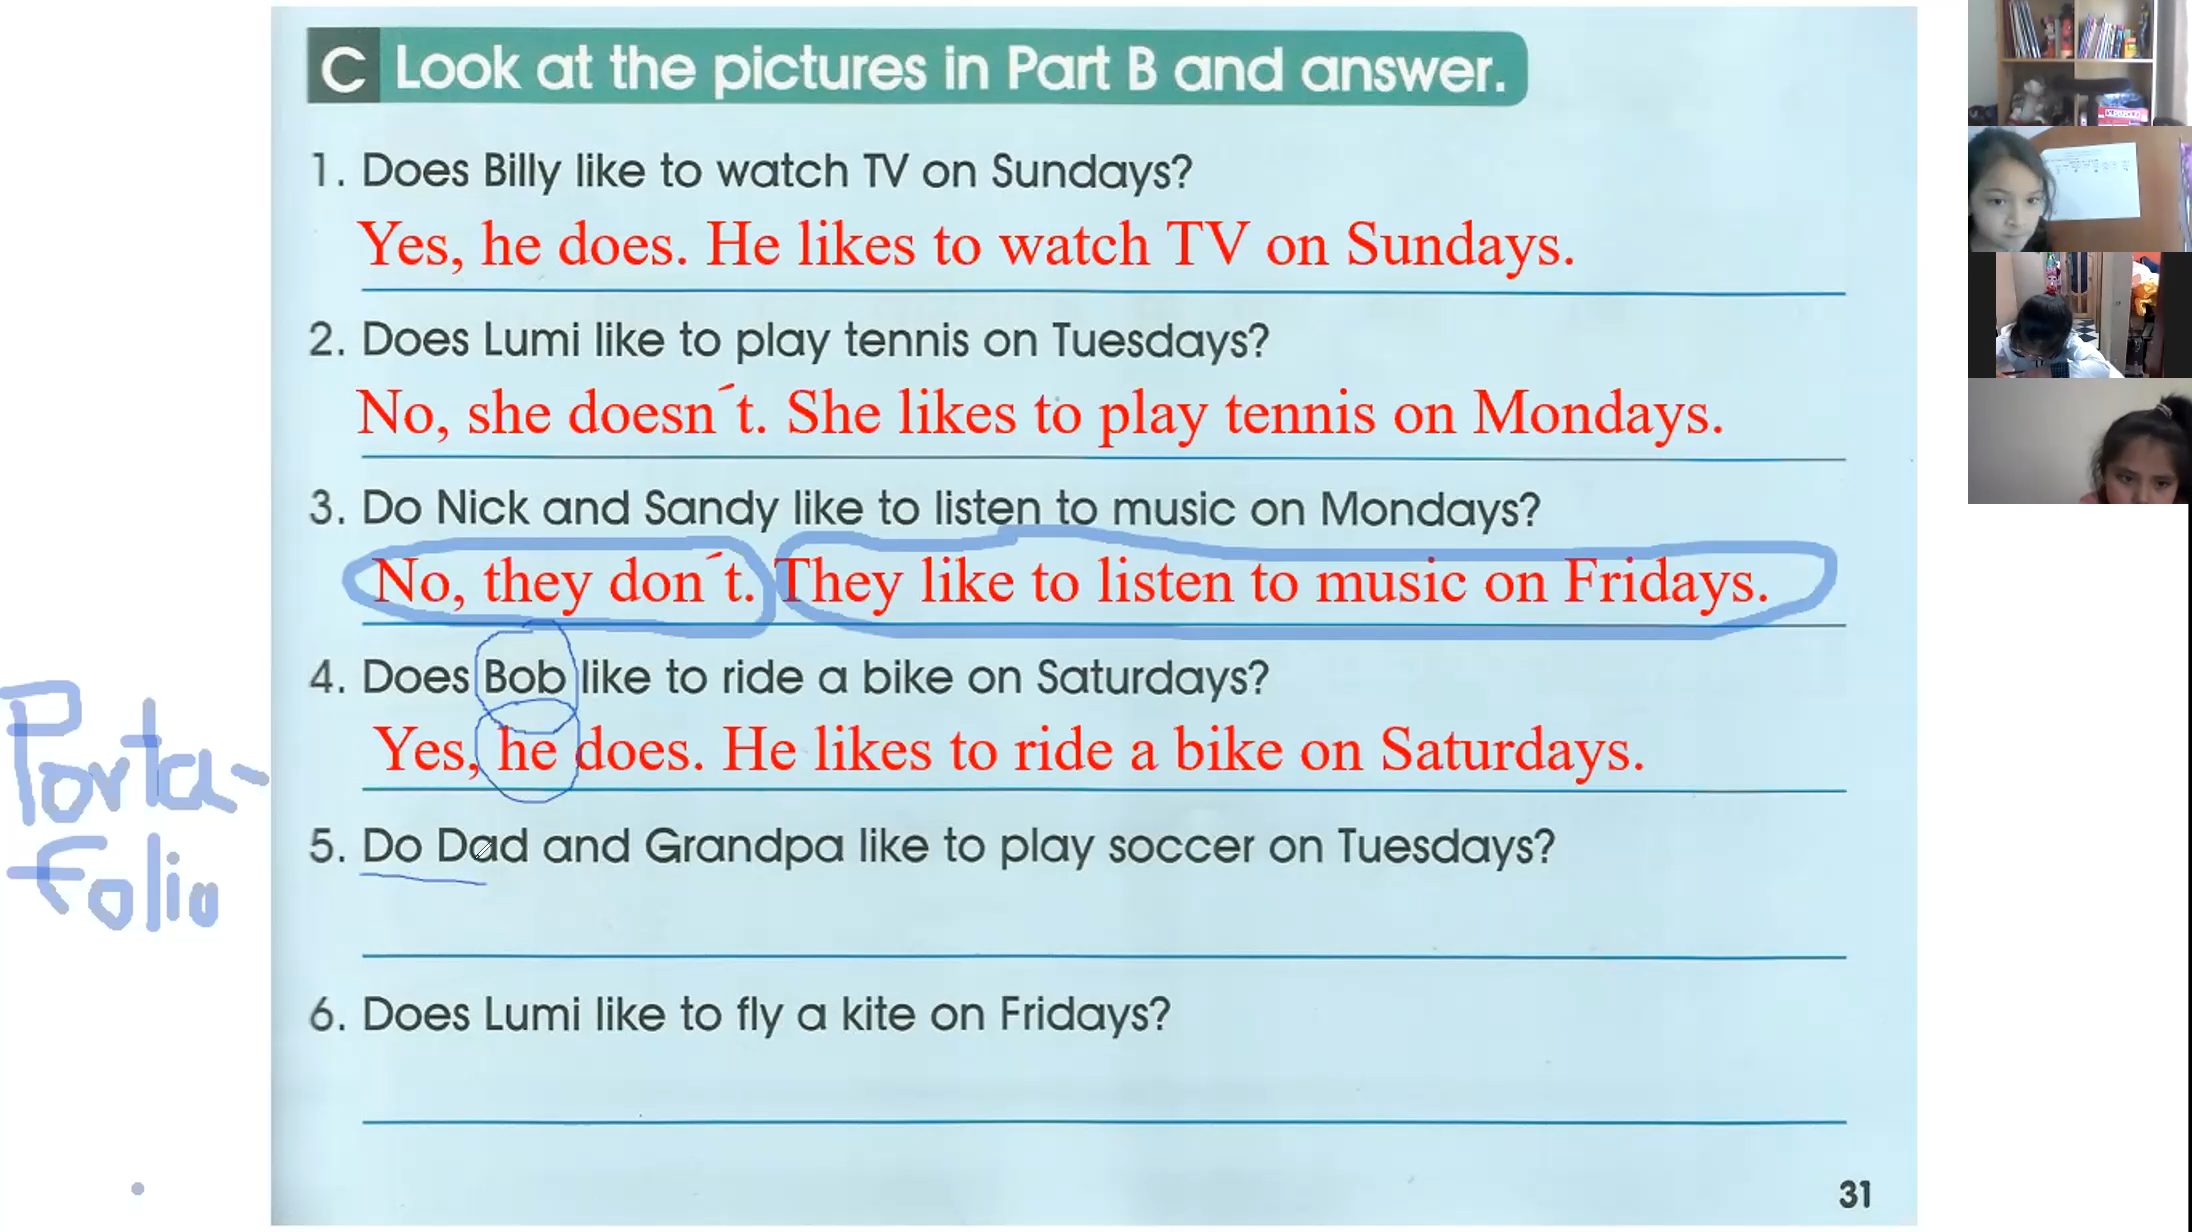 C Look at the pictures in Part B and answer.
1. Does Billy like to watch TV on Sundays?
Yes, he does. He likes to watch TV on Sundays.
2. Does Lumi like to play tennis on Tuesdays?
No, she doesn´t. She likes to play tennis on Mondays.
3. Do Nick and Sandy like to listen to music on Mondays?
No, they don´t. They like to listen to music on Fridays.
4. Does Bob like to ride a bike on Saturdays?
Yes, he does. He likes to ride a bike on Saturdays.
5. Do Dad and Grandpa like to play soccer on Tuesdays?
6. Does Lumi like to fly a kite on Fridays?
31
Porta-
Folio